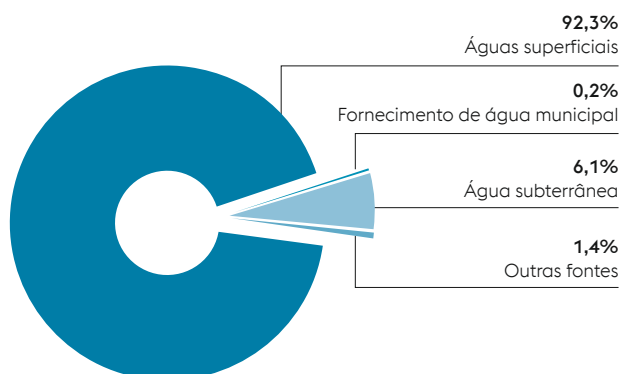 92,3%
Águas superficiais
0,2%
Fornecimento de água municipal
6,1%
Água subterrânea
1,4%
Outras fontes